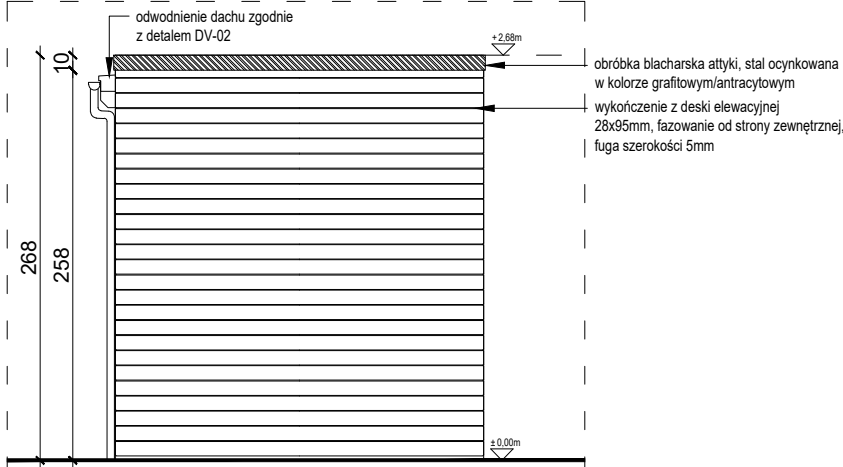 odwodnienie dachu zgodnie
z detalem DV-02
+2,68m
10
obróbka blacharska attyki, stal ocynkowana
w kolorze grafitowym/antracytowym
wykończenie z deski elewacyjnej
28x95mm, fazowanie od strony zewnętrznej,
fuga szerokości 5mm
268
258
±0,00m